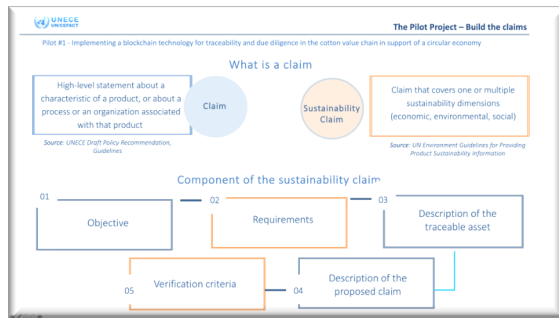 UNECE
UN/CEFACT
The Pilot Project – Build the claims
Pilot #1 - Implementing a blockchain technology for traceability and due diligence in the cotton value chain in support of a circular economy
What is a claim
High-level statement about a
characteristic of a product, or about a
process or an organization associated
with that product
Claim
Source: UNECE Draft Policy Recommendation,
Guidelines
Sustainability
Claim
Claim that covers one or multiple
sustainability dimensions
(economic, environmental, social)
Source: UN Environment Guidelines for Providing
Product Sustainability Information
Component of the sustainability claim
01
Objective
02
Requirements
03
Description of the
traceable asset
04
Description of the
proposed claim
05
Verification criteria